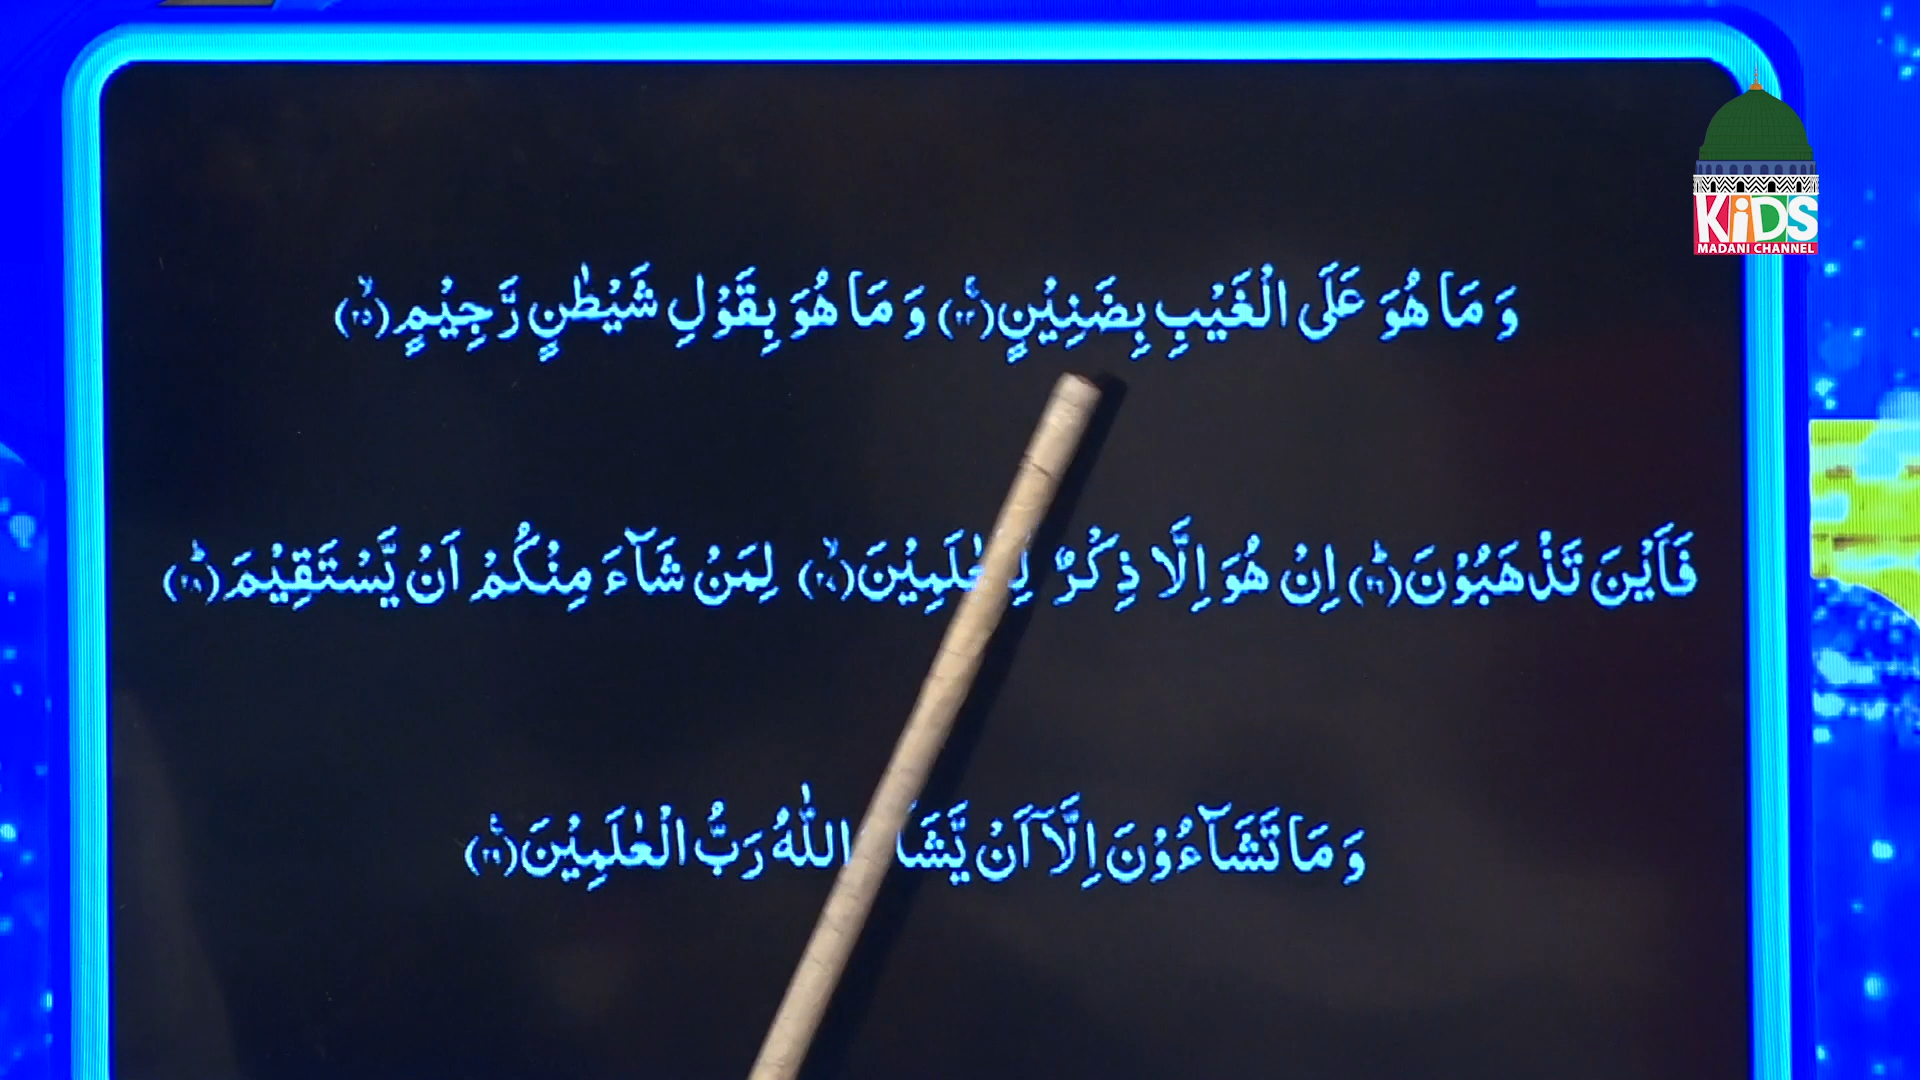 وَ مَا هُوَ عَلَى الْغَیْبِ بِضَنِیْنٍۚ(۲۴) وَ مَا هُوَ بِقَوْلِ شَیْطٰنٍ رَّجِیْمٍۙ(۲۵)
فَاَیْنَ تَذْهَبُوْنَؕ(۲۶) اِنْ هُوَ اِلَّا ذِكْرٌ لِّلْعٰلَمِیْنَۙ(۲۷) لِمَنْ شَآءَ مِنْكُمْ اَنْ یَّسْتَقِیْمَؕ(۲۸)
وَ مَا تَشَآءُوْنَ اِلَّاۤ اَنْ یَّشَآ اللّٰهُ رَبُّ الْعٰلَمِیْنَ۠(۲۹)
KiDS
MADANI CHANNEL